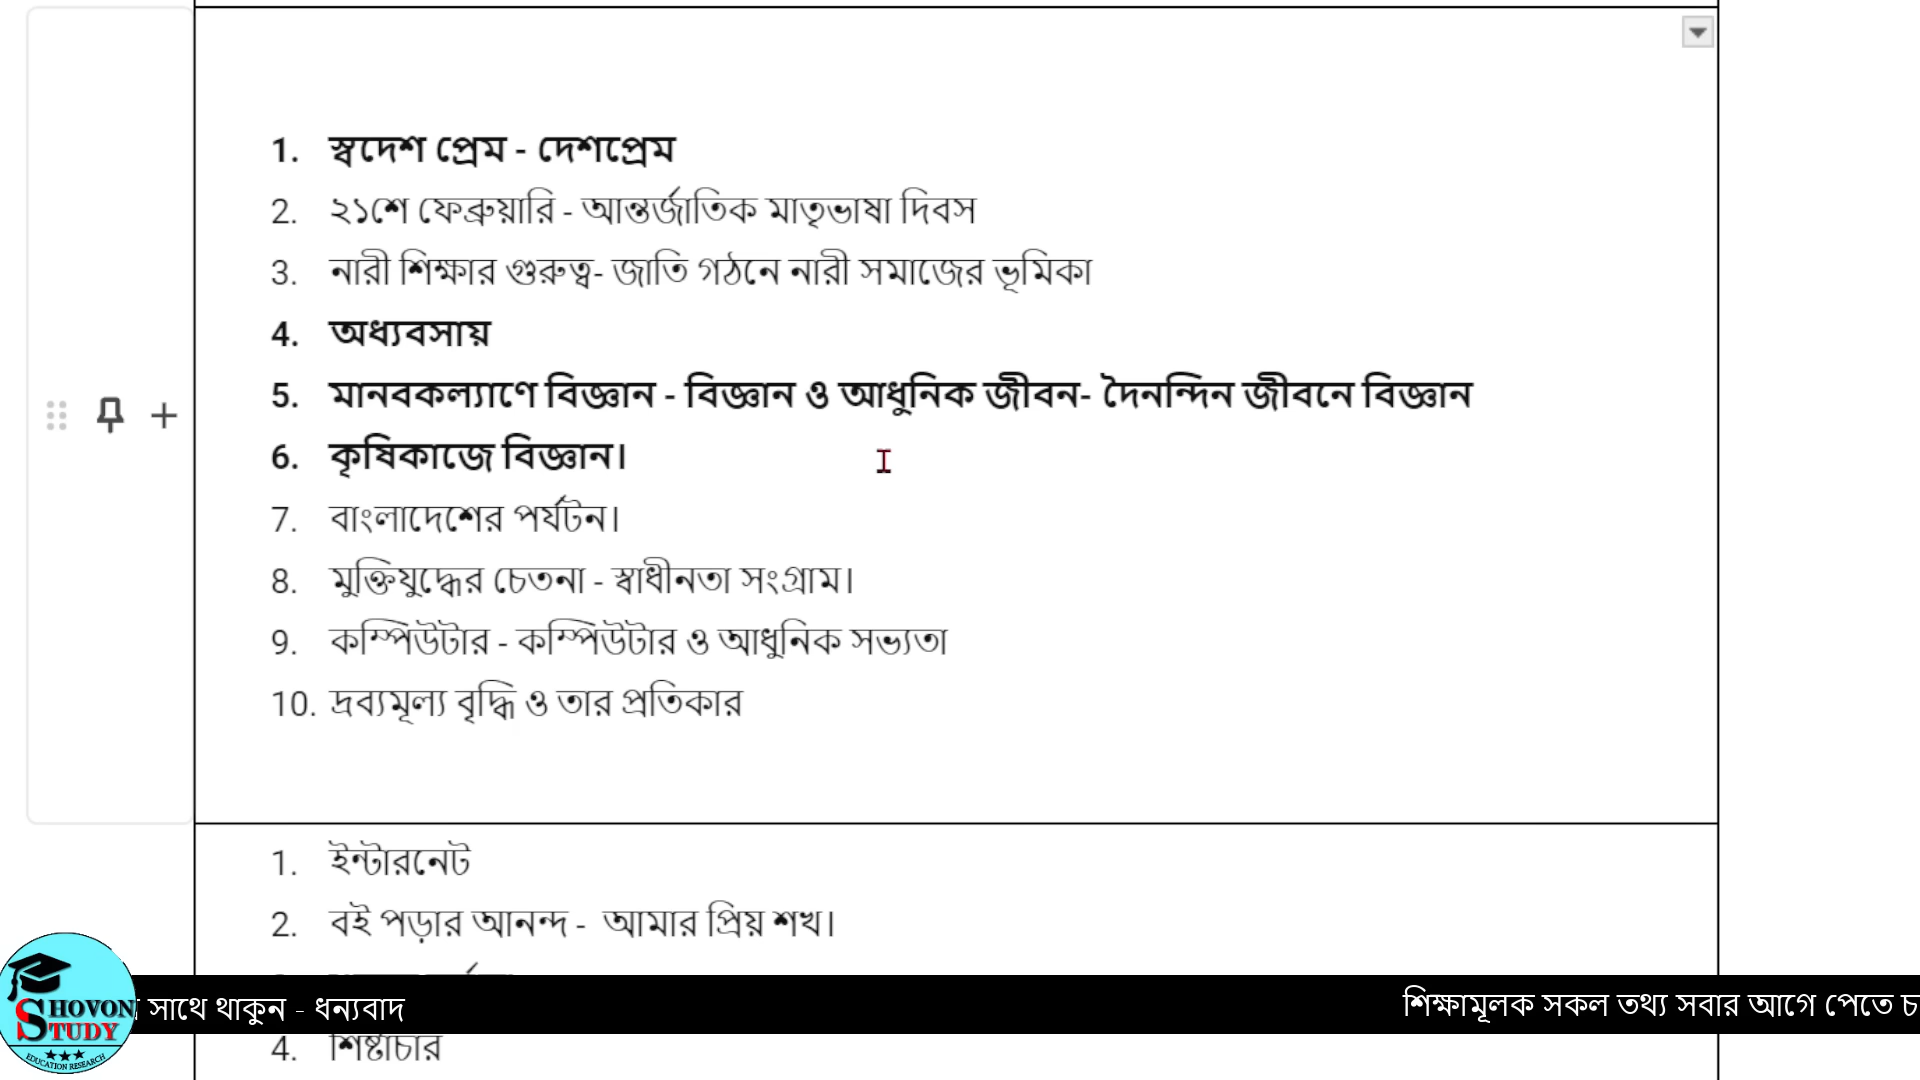 1. স্বদেশ প্রেম - দেশপ্রেম
2. ২১শে ফেব্রুয়ারি - আন্তর্জাতিক মাতৃভাষা দিবস
3. নারী শিক্ষার গুরুত্ব- জাতি গঠনে নারী সমাজের ভূমিকা
4. অধ্যবসায়
5. মানবকল্যাণে বিজ্ঞান - বিজ্ঞান ও আধুনিক জীবন- দৈনন্দিন জীবনে বিজ্ঞান
6. কৃষিকাজে বিজ্ঞান।
7. বাংলাদেশের পর্যটন।
8. মুক্তিযুদ্ধের চেতনা - স্বাধীনতা সংগ্রাম।
9. কম্পিউটার - কম্পিউটার ও আধুনিক সভ্যতা
10. দ্রব্যমূল্য বৃদ্ধি ও তার প্রতিকার
1. ইন্টারনেট
2. বই পড়ার আনন্দ - আমার প্রিয় শখ।
সাথে থাকুন - ধন্যবাদ
শিক্ষামূলক সকল তথ্য সবার আগে পেতে
4. শিষ্টাচার
SHOVON
STUDY
EDUCATION RESEARCH